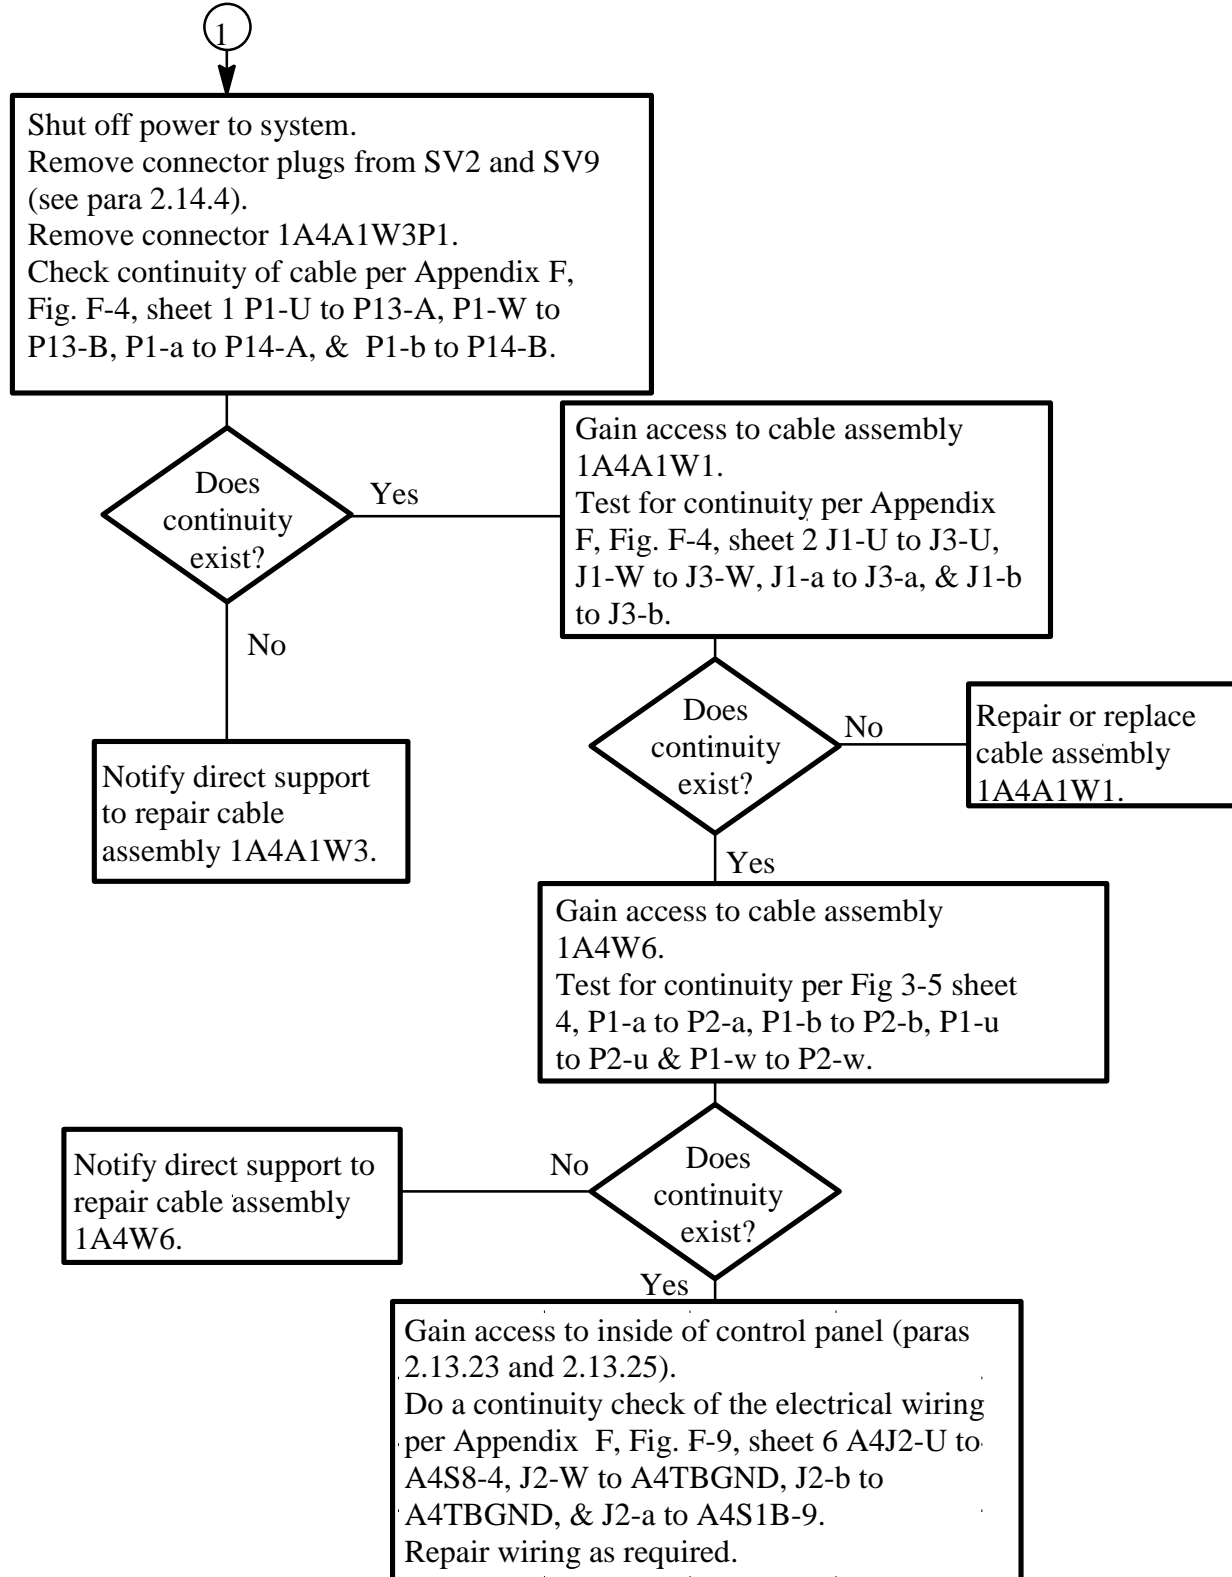 1
Shut off power to system.
Remove connector plugs from SV2 and SV9
(see para 2.14.4).
Remove connector 1A4A1W3P1.
Check continuity of cable per Appendix F,
Fig. F-4, sheet 1 P1-U to P13-A, P1-W to
P13-B, P1-a to P14-A, & P1-b to P14-B.
Does
continuity
exist?
Yes
No
Gain access to cable assembly
1A4A1W1.
Test for continuity per Appendix
F, Fig. F-4, sheet 2 J1-U to J3-U,
J1-W to J3-W, J1-a to J3-a, & J1-b
to J3-b.
Notify direct support
to repair cable
assembly 1A4A1W3.
Does
continuity
exist?
No
Repair or replace
cable assembly
1A4A1W1.
Yes
Gain access to cable assembly
1A4W6.
Test for continuity per Fig 3-5 sheet
4, P1-a to P2-a, P1-b to P2-b, P1-u
to P2-u & P1-w to P2-w.
Does
continuity
exist?
No
Notify direct support to
repair cable assembly
1A4W6.
Yes
Gain access to inside of control panel (paras
2.13.23 and 2.13.25).
Do a continuity check of the electrical wiring
per Appendix F, Fig. F-9, sheet 6 A4J2-U to
A4S8-4, J2-W to A4TBGND, J2-b to
A4TBGND, & J2-a to A4S1B-9.
Repair wiring as required.